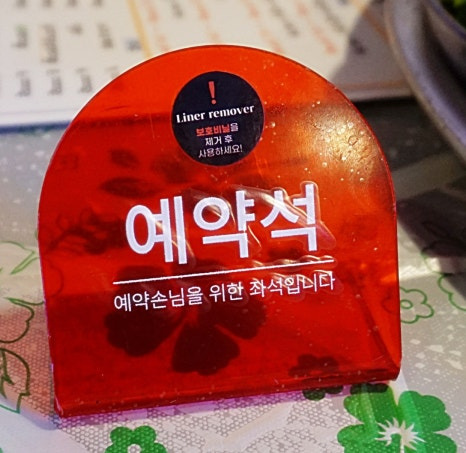 !
Liner remover
보호비닐을
제거 후
사용하세요!
예약석
예약손님을 위한 좌석입니다